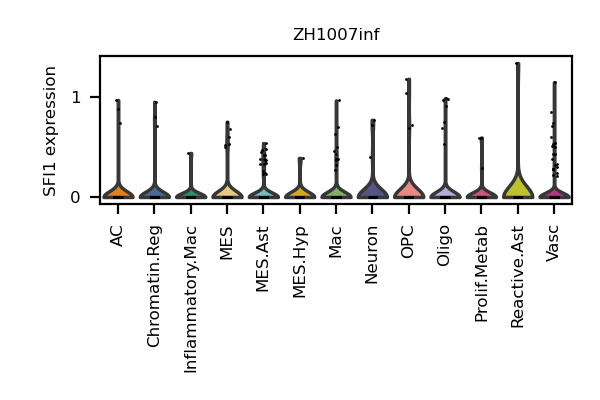 ZH1007inf
SFI1 expression
1
0
AC
Chromatin.Reg
Inflammatory.Mac
MES
MES.Ast
MES.Hyp
Mac
Neuron
OPC
Oligo
Prolif.Metab
Reactive.Ast
Vasc